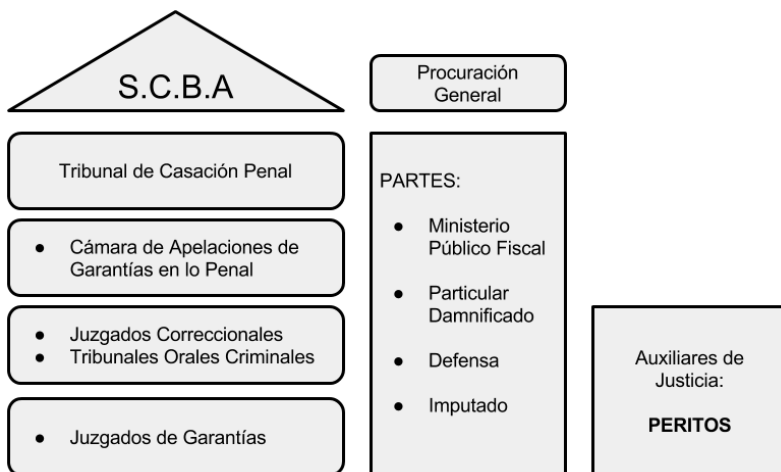 S.C.B.A
Tribunal de Casación Penal
● Cámara de Apelaciones de
Garantías en lo Penal
● Juzgados Correccionales
● Tribunales Orales Criminales
● Juzgados de Garantías
Procuración
General
PARTES:
● Ministerio
Público Fiscal
● Particular
Damnificado
● Defensa
● Imputado
Auxiliares de
Justicia:
PERITOS